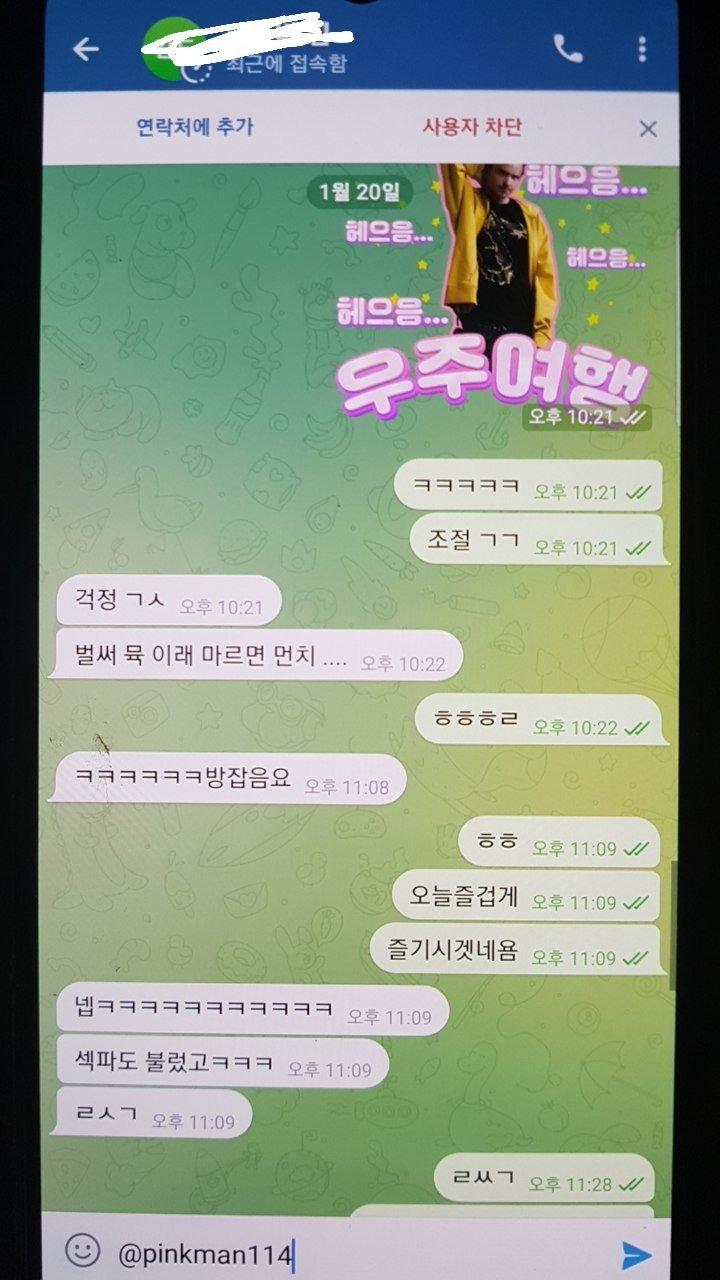 최근에 접속함
연락처에 추가
사용자 차단
1월 20일
헤으응...
헤으응...
헤으응...
헤으응...
우주여행
오후 10:21
ㅋㅋㅋㅋㅋ 오후 10:21
조절 ㄱㄱ 오후 10:21
걱정 ㄱㅅ 오후 10:21
벌써 뮥 이래 마르면 먼치 .... 오후 10:22
ㅎㅎㅎㄹ 오후 10:22
ㅋㅋㅋㅋㅋㅋ방잡음요 오후 11:08
ㅎㅎ 오후 11:09
오늘즐겁게 오후 11:09
즐기시겟네욤 오후 11:09
넵ㅋㅋㅋㅋㅋㅋㅋㅋㅋㅋㅋ 오후 11:09
섹파도 불렀고ㅋㅋㅋ 오후 11:09
ㄹㅅㄱ 오후 11:09
ㄹㅆㄱ 오후 11:28
@pinkman114